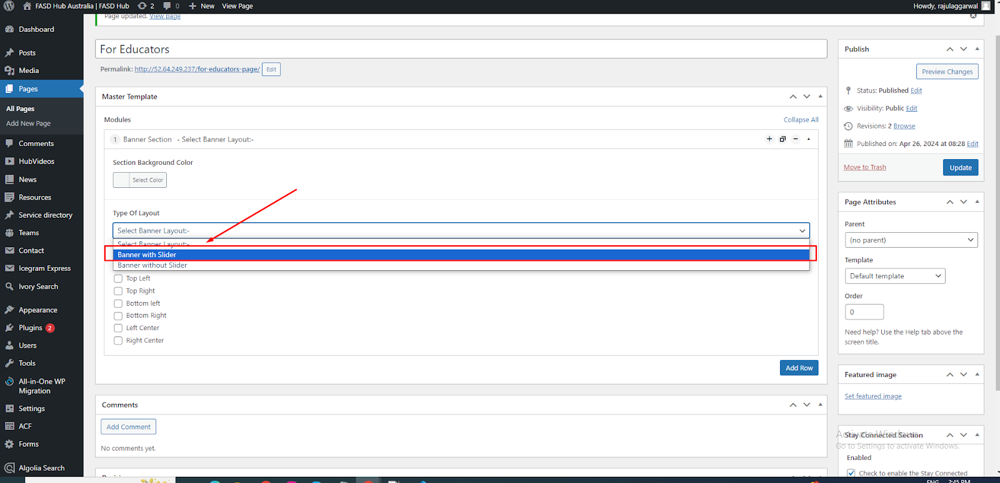 FASD Hub Australia | FASD Hub 2 0 New View Page Howdy, rajulaggarwal
Page updated. View page
Dashboard
Posts
Media
Pages
All Pages
Add New Page
Comments
HubVideos
News
Resources
Service directory
Teams
Contact
Icegram Express
Ivory Search
Appearance
Plugins 2
Users
Tools
All-in-One WP
Migration
Settings
ACF
Forms
Algolia Search
For Educators
Permalink: http://52.64.249.237/for-educators-page/ Edit
Master Template
Modules Collapse All
1 Banner Section - Select Banner Layout:-
Section Background Color
Select Color
Type Of Layout
Select Banner Layout:-
Select Banner Layout:-
Banner with Slider
Banner without Slider
Top Left
Top Right
Bottom left
Bottom Right
Left Center
Right Center
Add Row
Comments
Add Comment
No comments yet.
Publish
Preview Changes
Status: Published Edit
Visibility: Public Edit
Revisions: 2 Browse
Published on: Apr 26, 2024 at 08:28 Edit
Move to Trash Update
Page Attributes
Parent
(no parent)
Template
Default template
Order
0
Need help? Use the Help tab above the
screen title.
Featured image
Set featured image
Stay Connected Section
Activate Windows
Go to Settings to activate Windows.
Enabled
Check to enable the Stay Connected
ENG 2:45 PM